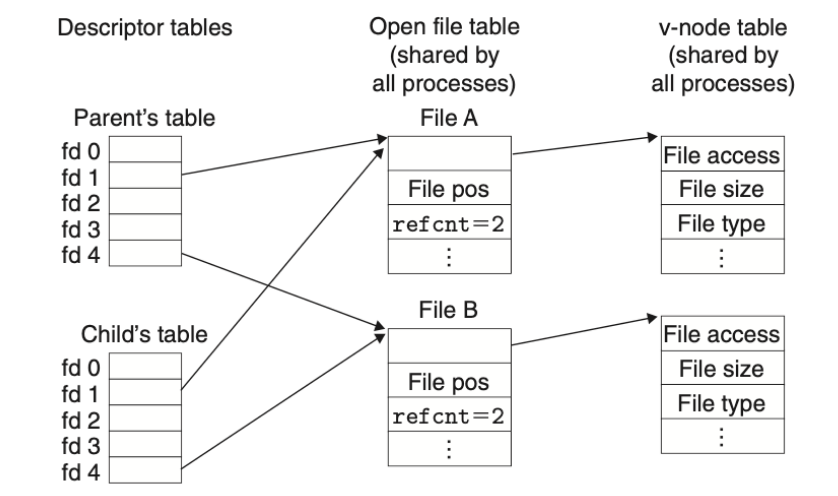 Descriptor tables
Open file table
(shared by
all processes)
v-node table
(shared by
all processes)
Parent's table
fd 0
fd 1
fd 2
fd 3
fd 4
Child's table
fd 0
fd 1
fd 2
fd 3
fd 4
File A
File pos
refcnt=2
⋮
File B
File pos
refcnt=2
⋮
File access
File size
File type
⋮
File access
File size
File type
⋮